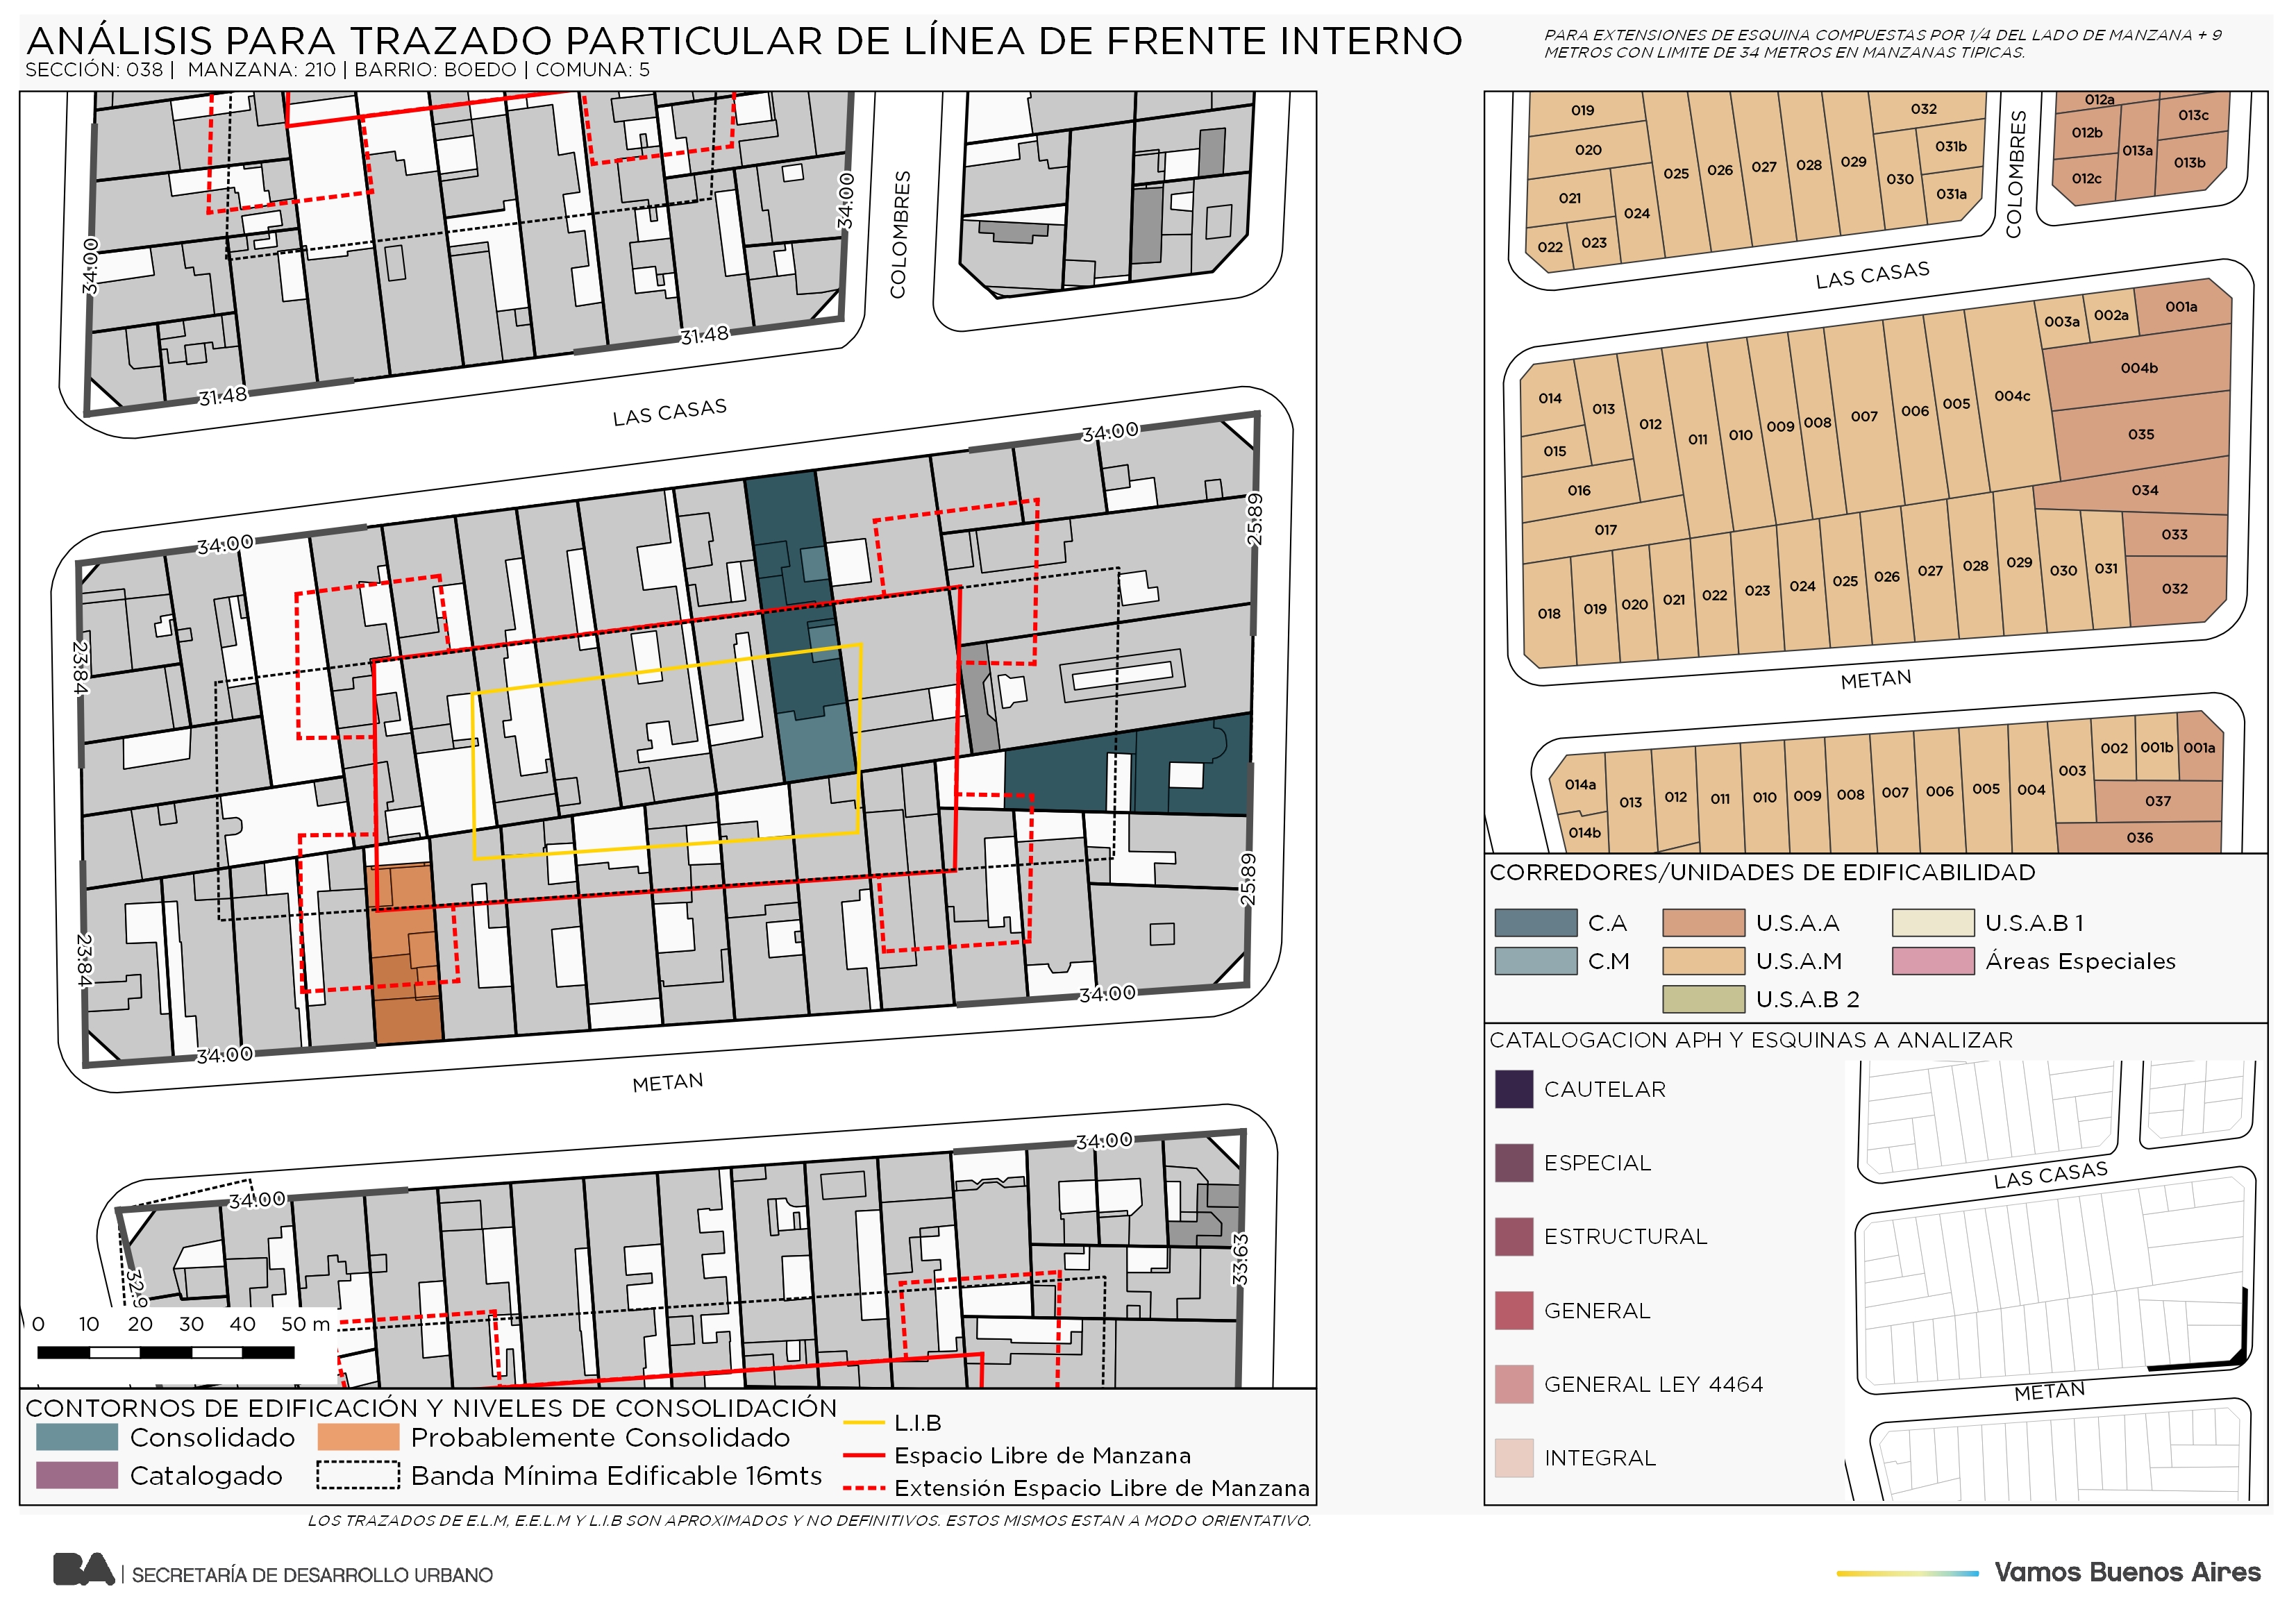 ANÁLISIS PARA TRAZADO PARTICULAR DE LÍNEA DE FRENTE INTERNO
SECCIÓN: 038 | MANZANA: 210 | BARRIO: BOEDO | COMUNA: 5
PARA EXTENSIONES DE ESQUINA COMPUESTAS POR 1/4 DEL LADO DE MANZANA + 9
METROS CON LIMITE DE 34 METROS EN MANZANAS TIPICAS.
34.00
34.00
COLOMBRES
31.48
31.48
LAS CASAS
34.00
34.00
25.89
23.84
25.89
23.84
34.00
34.00
METAN
34.00
34.00
33.63
32.9
0 10 20 30 40 50 m
CONTORNOS DE EDIFICACIÓN Y NIVELES DE CONSOLIDACIÓN
Consolidado
Probablemente Consolidado
Catalogado
Banda Mínima Edificable 16mts
L.I.B
Espacio Libre de Manzana
Extensión Espacio Libre de Manzana
LOS TRAZADOS DE E.L.M, E.E.L.M Y L.I.B SON APROXIMADOS Y NO DEFINITIVOS. ESTOS MISMOS ESTAN A MODO ORIENTATIVO.
019
020
021
022
023
024
025
026
027
028
029
030
031a
031b
032
COLOMBRES
012a
012b
012c
013a
013b
013c
LAS CASAS
014
013
012
011
010
009
008
007
006
005
004c
003a
002a
001a
004b
035
034
033
032
015
016
017
018
019
020
021
022
023
024
025
026
027
028
029
030
031
METAN
014a
014b
013
012
011
010
009
008
007
006
005
004
003
002
001b
001a
037
036
CORREDORES/UNIDADES DE EDIFICABILIDAD
C.A
U.S.A.A
U.S.A.B 1
C.M
U.S.A.M
Áreas Especiales
U.S.A.B 2
CATALOGACION APH Y ESQUINAS A ANALIZAR
CAUTELAR
ESPECIAL
ESTRUCTURAL
GENERAL
GENERAL LEY 4464
INTEGRAL
LAS CASAS
METAN
BA | SECRETARÍA DE DESARROLLO URBANO
Vamos Buenos Aires